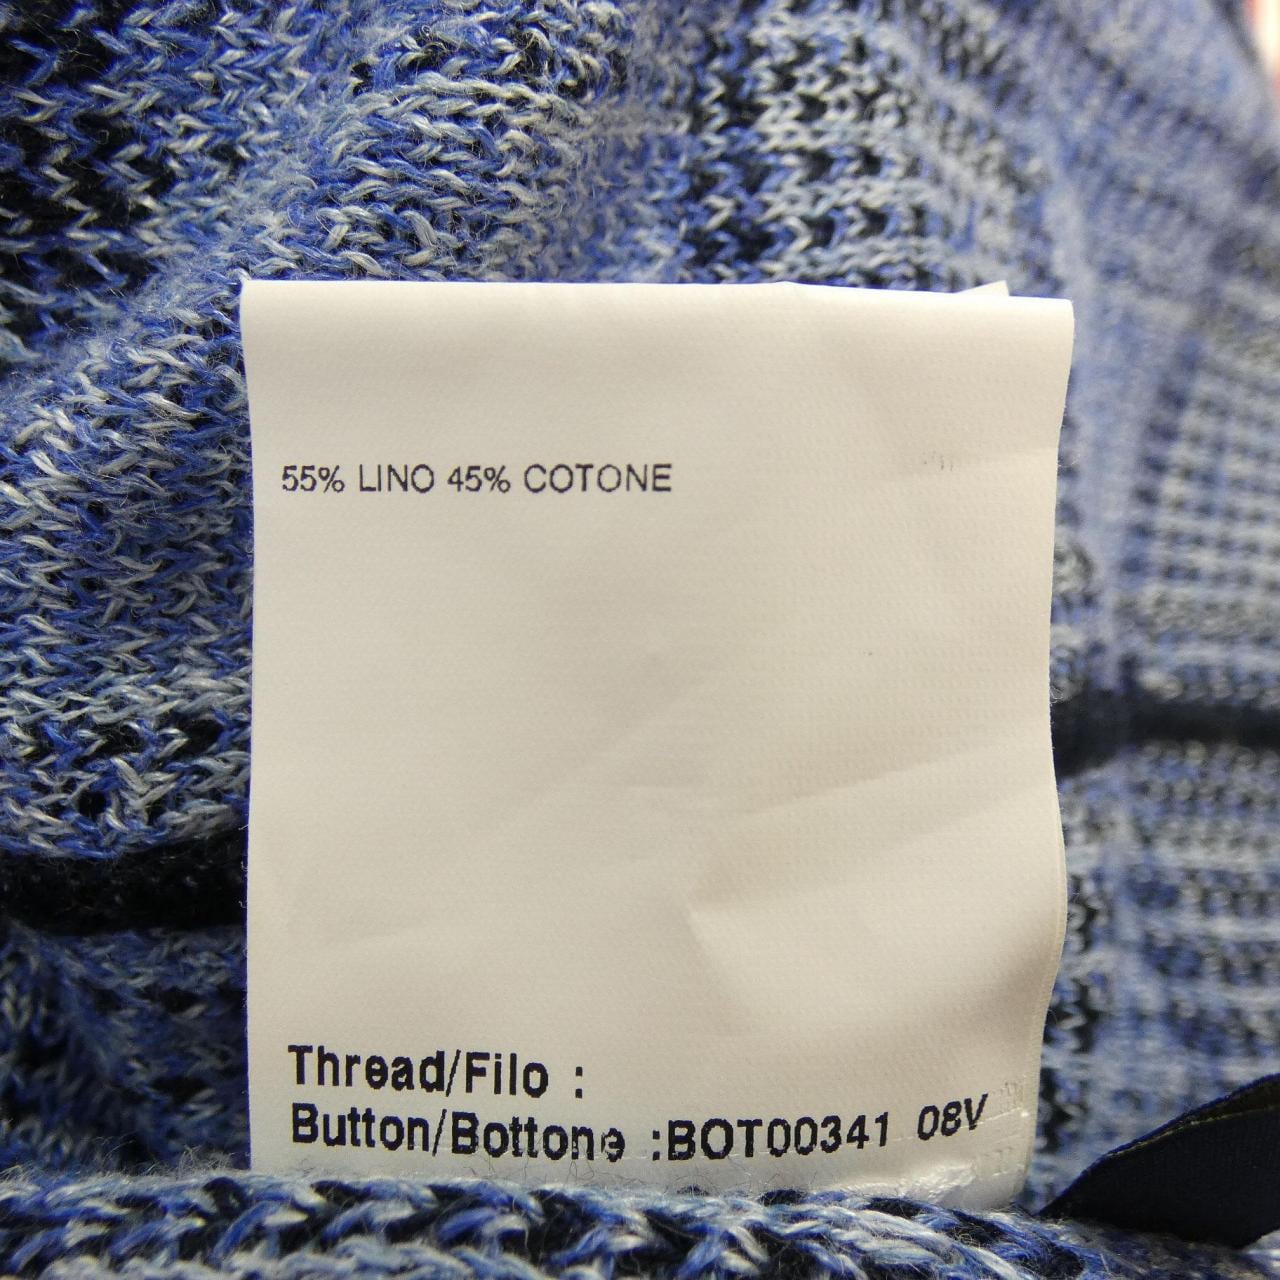 55% LINO 45% COTONE
Thread/Filo :
Button/Bottone :BOT00341 08V